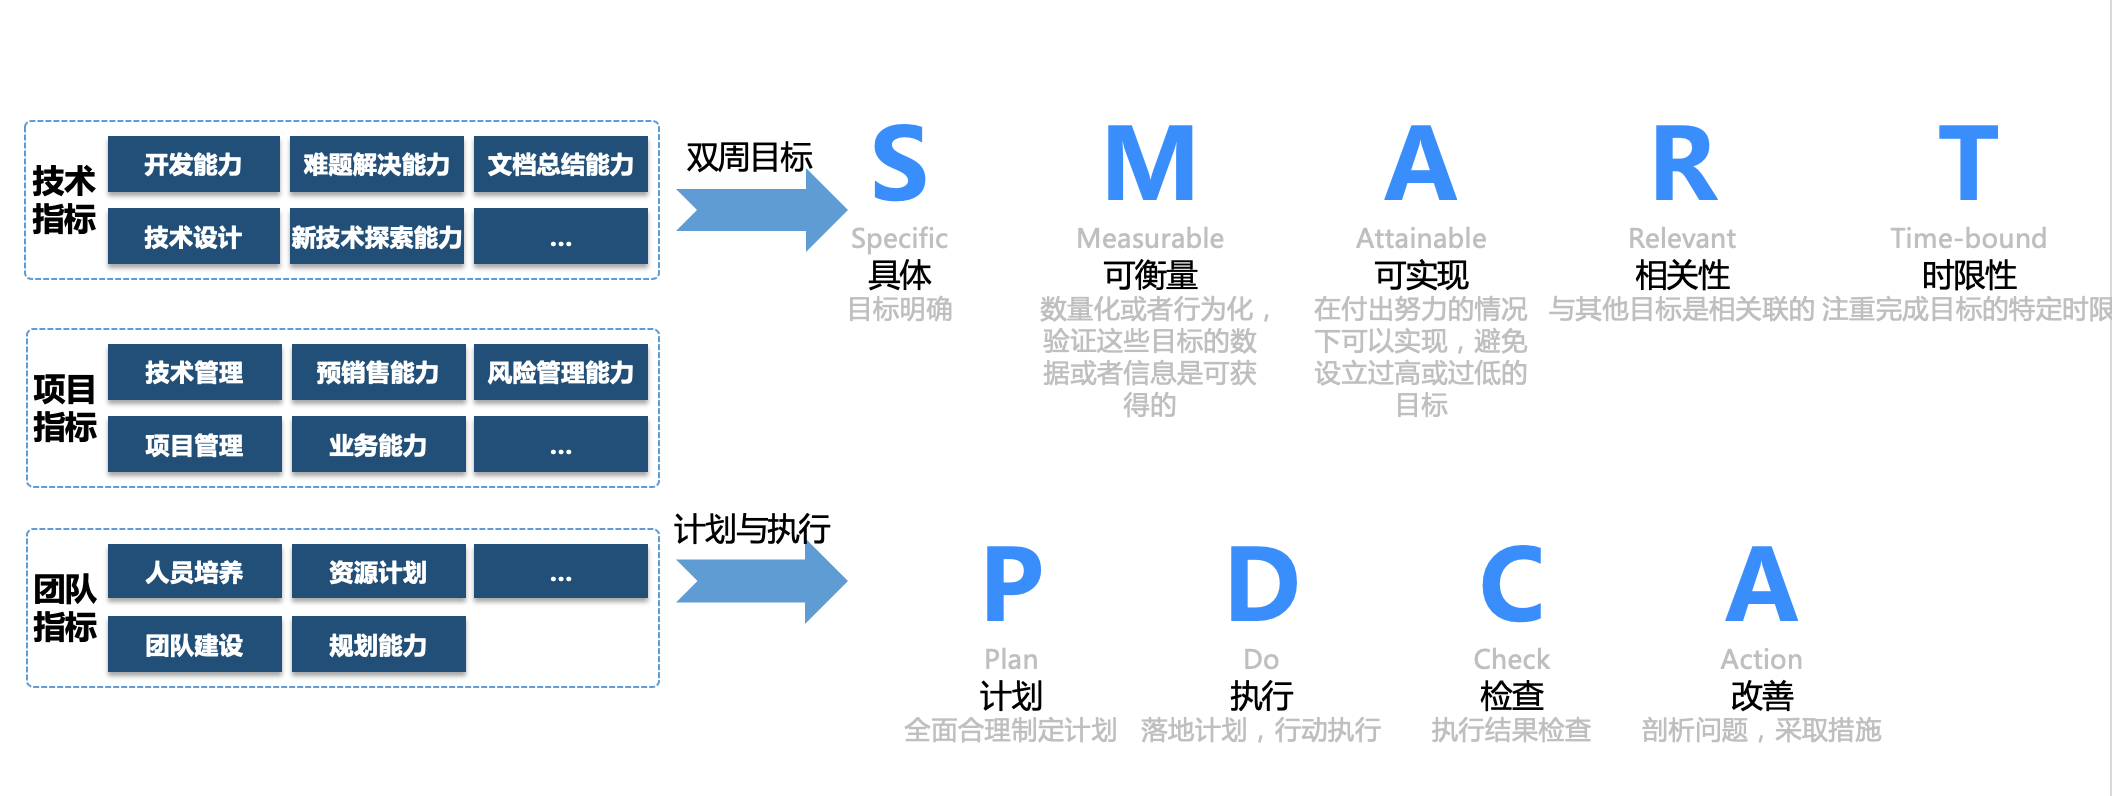 技术
指标
开发能力
难题解决能力
文档总结能力
技术设计
新技术探索能力
...
项目
指标
技术管理
预销售能力
风险管理能力
项目管理
业务能力
...
团队
指标
人员培养
资源计划
...
团队建设
规划能力
双周目标
S
Specific
具体
目标明确
M
Measurable
可衡量
数量化或者行为化，
验证这些目标的数
据或者信息是可获
得的
A
Attainable
可实现
在付出努力的情况
下可以实现，避免
设立过高或过低的
目标
R
Relevant
相关性
与其他目标是相关联的
T
Time-bound
时限性
注重完成目标的特定时限
计划与执行
P
Plan
计划
全面合理制定计划
D
Do
执行
落地计划，行动执行
C
Check
检查
执行结果检查
A
Action
改善
剖析问题，采取措施